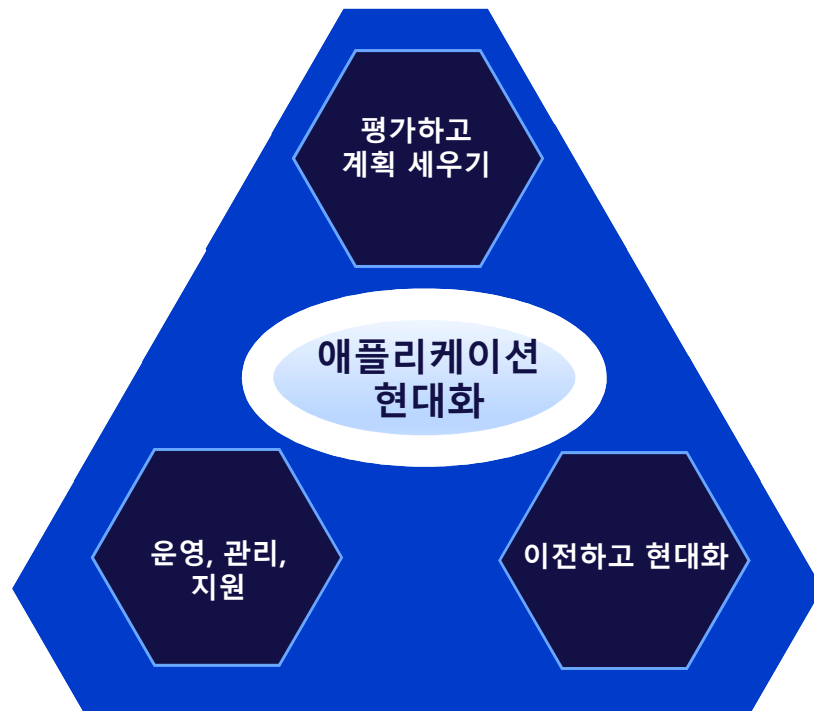 평가하고
계획 세우기
애플리케이션
현대화
운영, 관리,
지원
이전하고 현대화